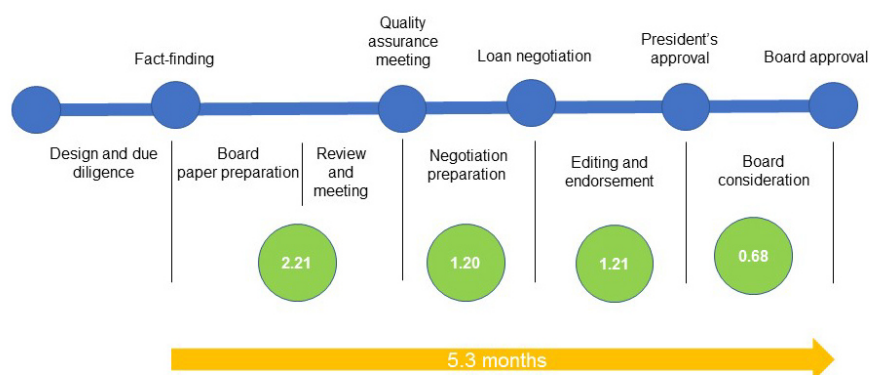 Fact-finding
Quality
assurance
meeting
Loan negotiation
President's
approval
Board approval
Design and due
diligence
Board
paper preparation
Review
and
meeting
Negotiation
preparation
Editing and
endorsement
Board
consideration
2.21
1.20
1.21
0.68
5.3 months